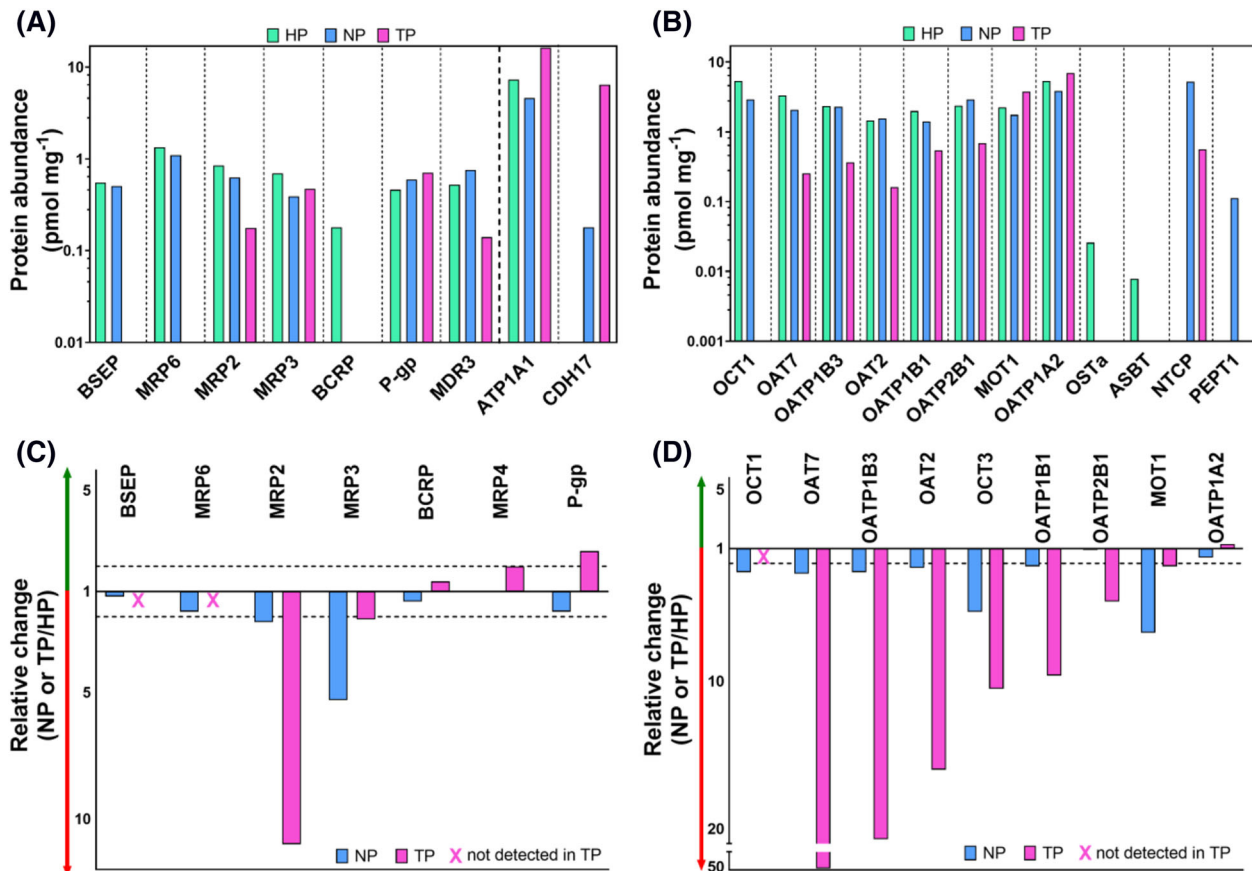 (A)
HP NP TP
Protein abundance
(pmol mg⁻¹)
10
1
0.1
0.01
BSEP
MRP6
MRP2
MRP3
BCRP
P-gp
MDR3
ATP1A1
CDH17
(B)
HP NP TP
Protein abundance
(pmol mg⁻¹)
10
1
0.1
0.01
0.001
OCT1
OAT7
OATP1B3
OAT2
OATP1B1
OATP2B1
MOT1
OATP1A2
OSTa
ASBT
NTCP
PEPT1
(C)
BSEP
MRP6
MRP2
MRP3
BCRP
MRP4
P-gp
Relative change
(NP or TP/HP)
5
1
5
10
X X
NP TP X not detected in TP
(D)
OCT1
OAT7
OATP1B3
OAT2
OCT3
OATP1B1
OATP2B1
MOT1
OATP1A2
Relative change
(NP or TP/HP)
5
1
10
20
50
X
NP TP X not detected in TP